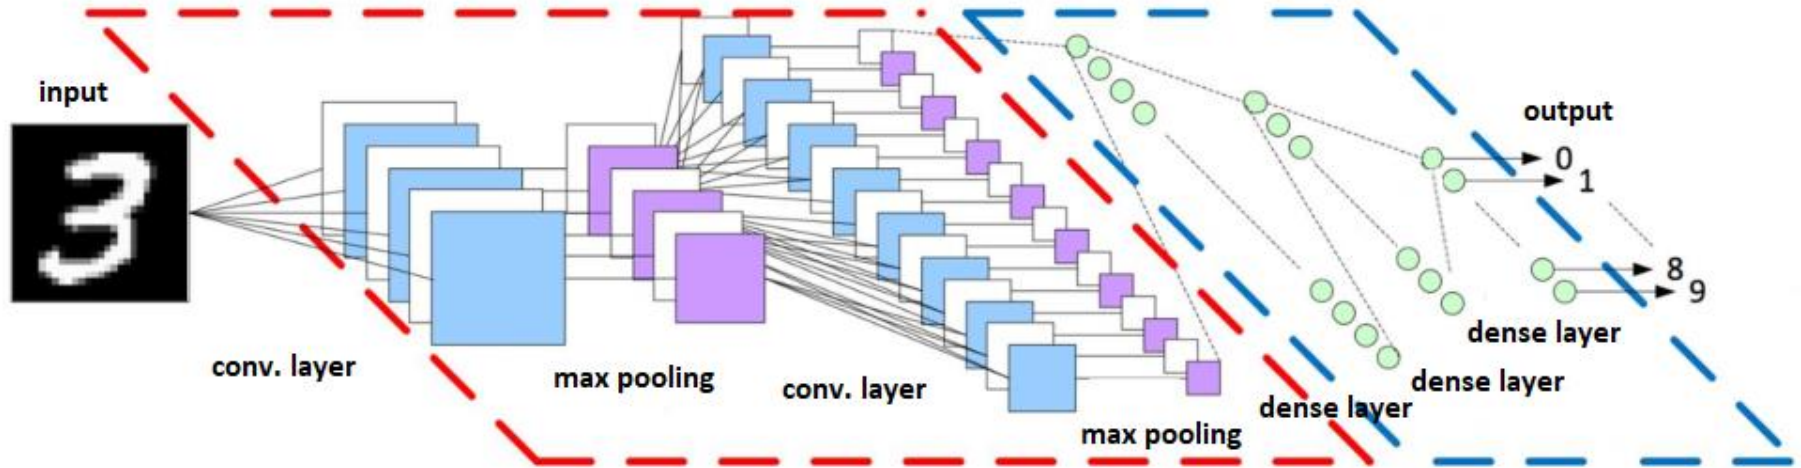 input
3
conv. layer
max pooling
conv. layer
max pooling
dense layer
dense layer
dense layer
output
0
1
8
9